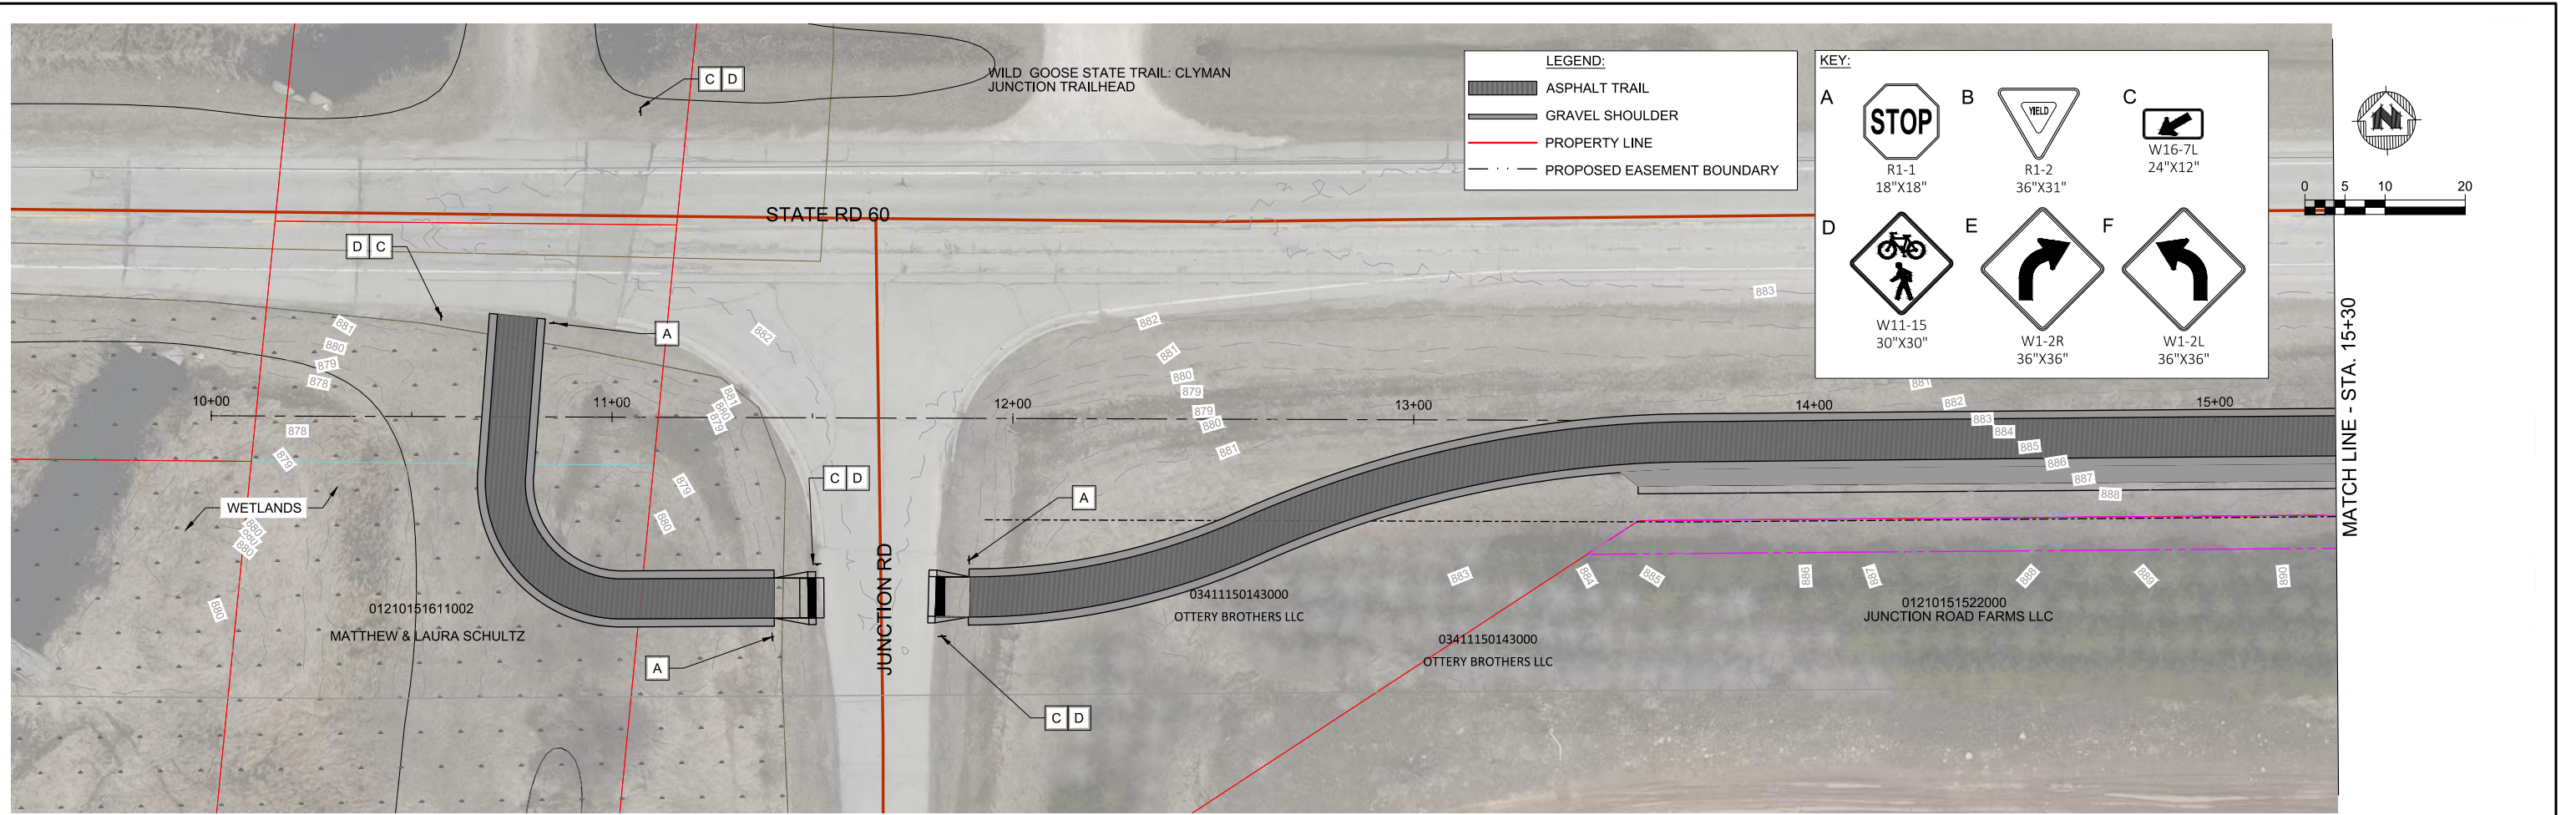 C D
WILD GOOSE STATE TRAIL: CLYMAN
JUNCTION TRAILHEAD
LEGEND:
ASPHALT TRAIL
GRAVEL SHOULDER
PROPERTY LINE
PROPOSED EASEMENT BOUNDARY
KEY:
A
STOP
R1-1
18"X18"
B
YIELD
R1-2
36"X31"
C
W16-7L
24"X12"
D
W11-15
30"X30"
E
W1-2R
36"X36"
F
W1-2L
36"X36"
N
0 5 10 20
STATE RD 60
D C
A
881
880
879
878
882
882
881
880
879
879
880
881
883
881
882
883
884
885
886
887
888
10+00
11+00
12+00
13+00
14+00
15+00
MATCH LINE - STA. 15+30
878
879
881
880
879
879
880
WETLANDS
880
880
880
880
C D
A
JUNCTION RD
01210151611002
MATTHEW & LAURA SCHULTZ
A
C D
03411150143000
OTTERY BROTHERS LLC
03411150143000
OTTERY BROTHERS LLC
883
884
885
886
887
888
889
890
01210151522000
JUNCTION ROAD FARMS LLC